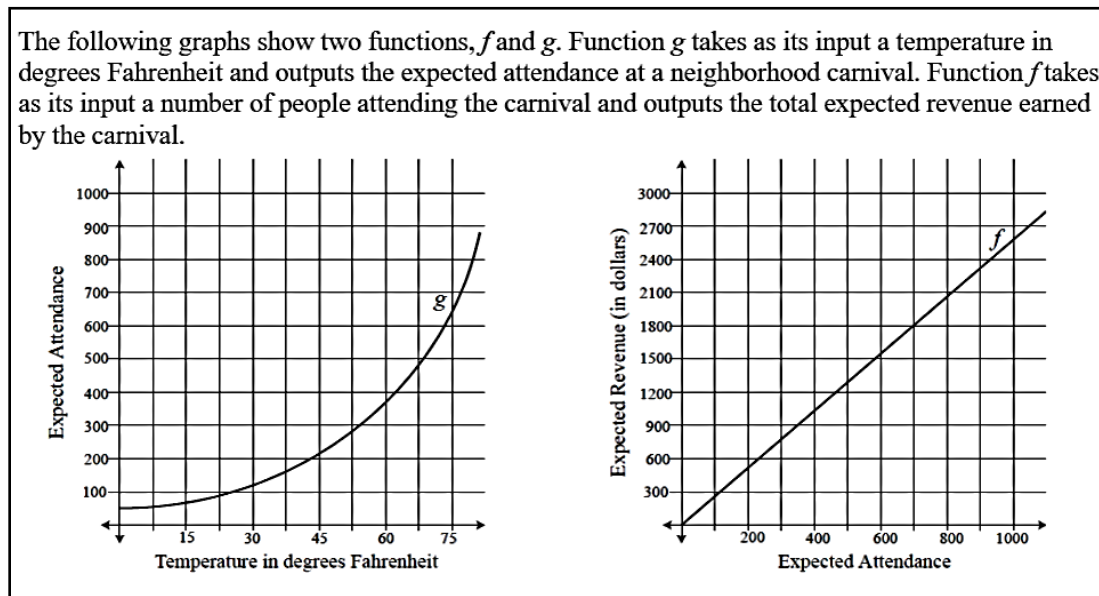 The following graphs show two functions, f and g. Function g takes as its input a temperature in
degrees Fahrenheit and outputs the expected attendance at a neighborhood carnival. Function f takes
as its input a number of people attending the carnival and outputs the total expected revenue earned
by the carnival.
Expected Attendance
1000
900
800
700
600
500
400
300
200
100
g
15 30 45 60 75
Temperature in degrees Fahrenheit
Expected Revenue (in dollars)
3000
2700
2400
2100
1800
1500
1200
900
600
300
f
200 400 600 800 1000
Expected Attendance